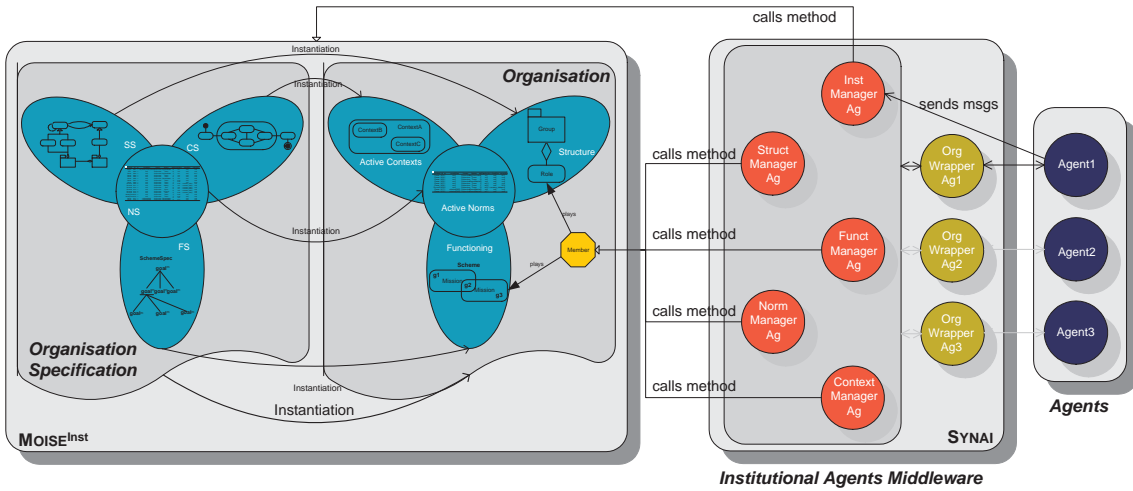 calls method
Instantiation
Organisation
Inst
Manager
Ag
Instantiation
sends msgs
SS
CS
ContextB
ContextA
ContextC
Active Contexts
Group
Structure
Role
calls method
Struct
Manager
Ag
Org
Wrapper
Ag1
Agent1
NS
Active Norms
plays
Instantiation
calls method
FS
Functioning
Member
Funct
Manager
Ag
Org
Wrapper
Ag2
Agent2
SchemeSpec
Scheme
plays
g1
Mission
g2
Mission
g3
calls method
Norm
Manager
Ag
Org
Wrapper
Ag3
Agent3
Organisation
Specification
Instantiation
Instantiation
calls method
Context
Manager
Ag
Agents
MOISEInst
SYNAI
Institutional Agents Middleware